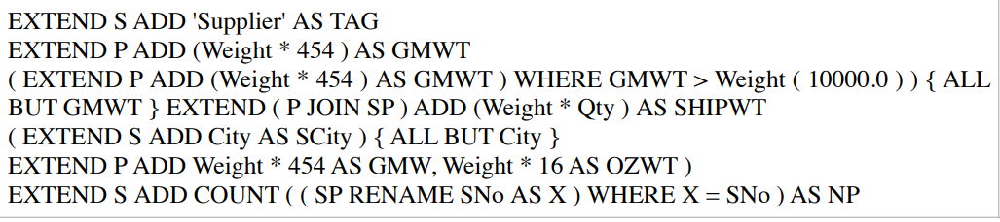 EXTEND S ADD 'Supplier' AS TAG
EXTEND P ADD (Weight * 454 ) AS GMWT
( EXTEND P ADD (Weight * 454 ) AS GMWT ) WHERE GMWT > Weight ( 10000.0 ) ) { ALL
BUT GMWT } EXTEND ( P JOIN SP ) ADD (Weight * Qty ) AS SHIPWT
( EXTEND S ADD City AS SCity ) { ALL BUT City }
EXTEND P ADD Weight * 454 AS GMW, Weight * 16 AS OZWT )
EXTEND S ADD COUNT ( ( SP RENAME SNo AS X ) WHERE X = SNo ) AS NP